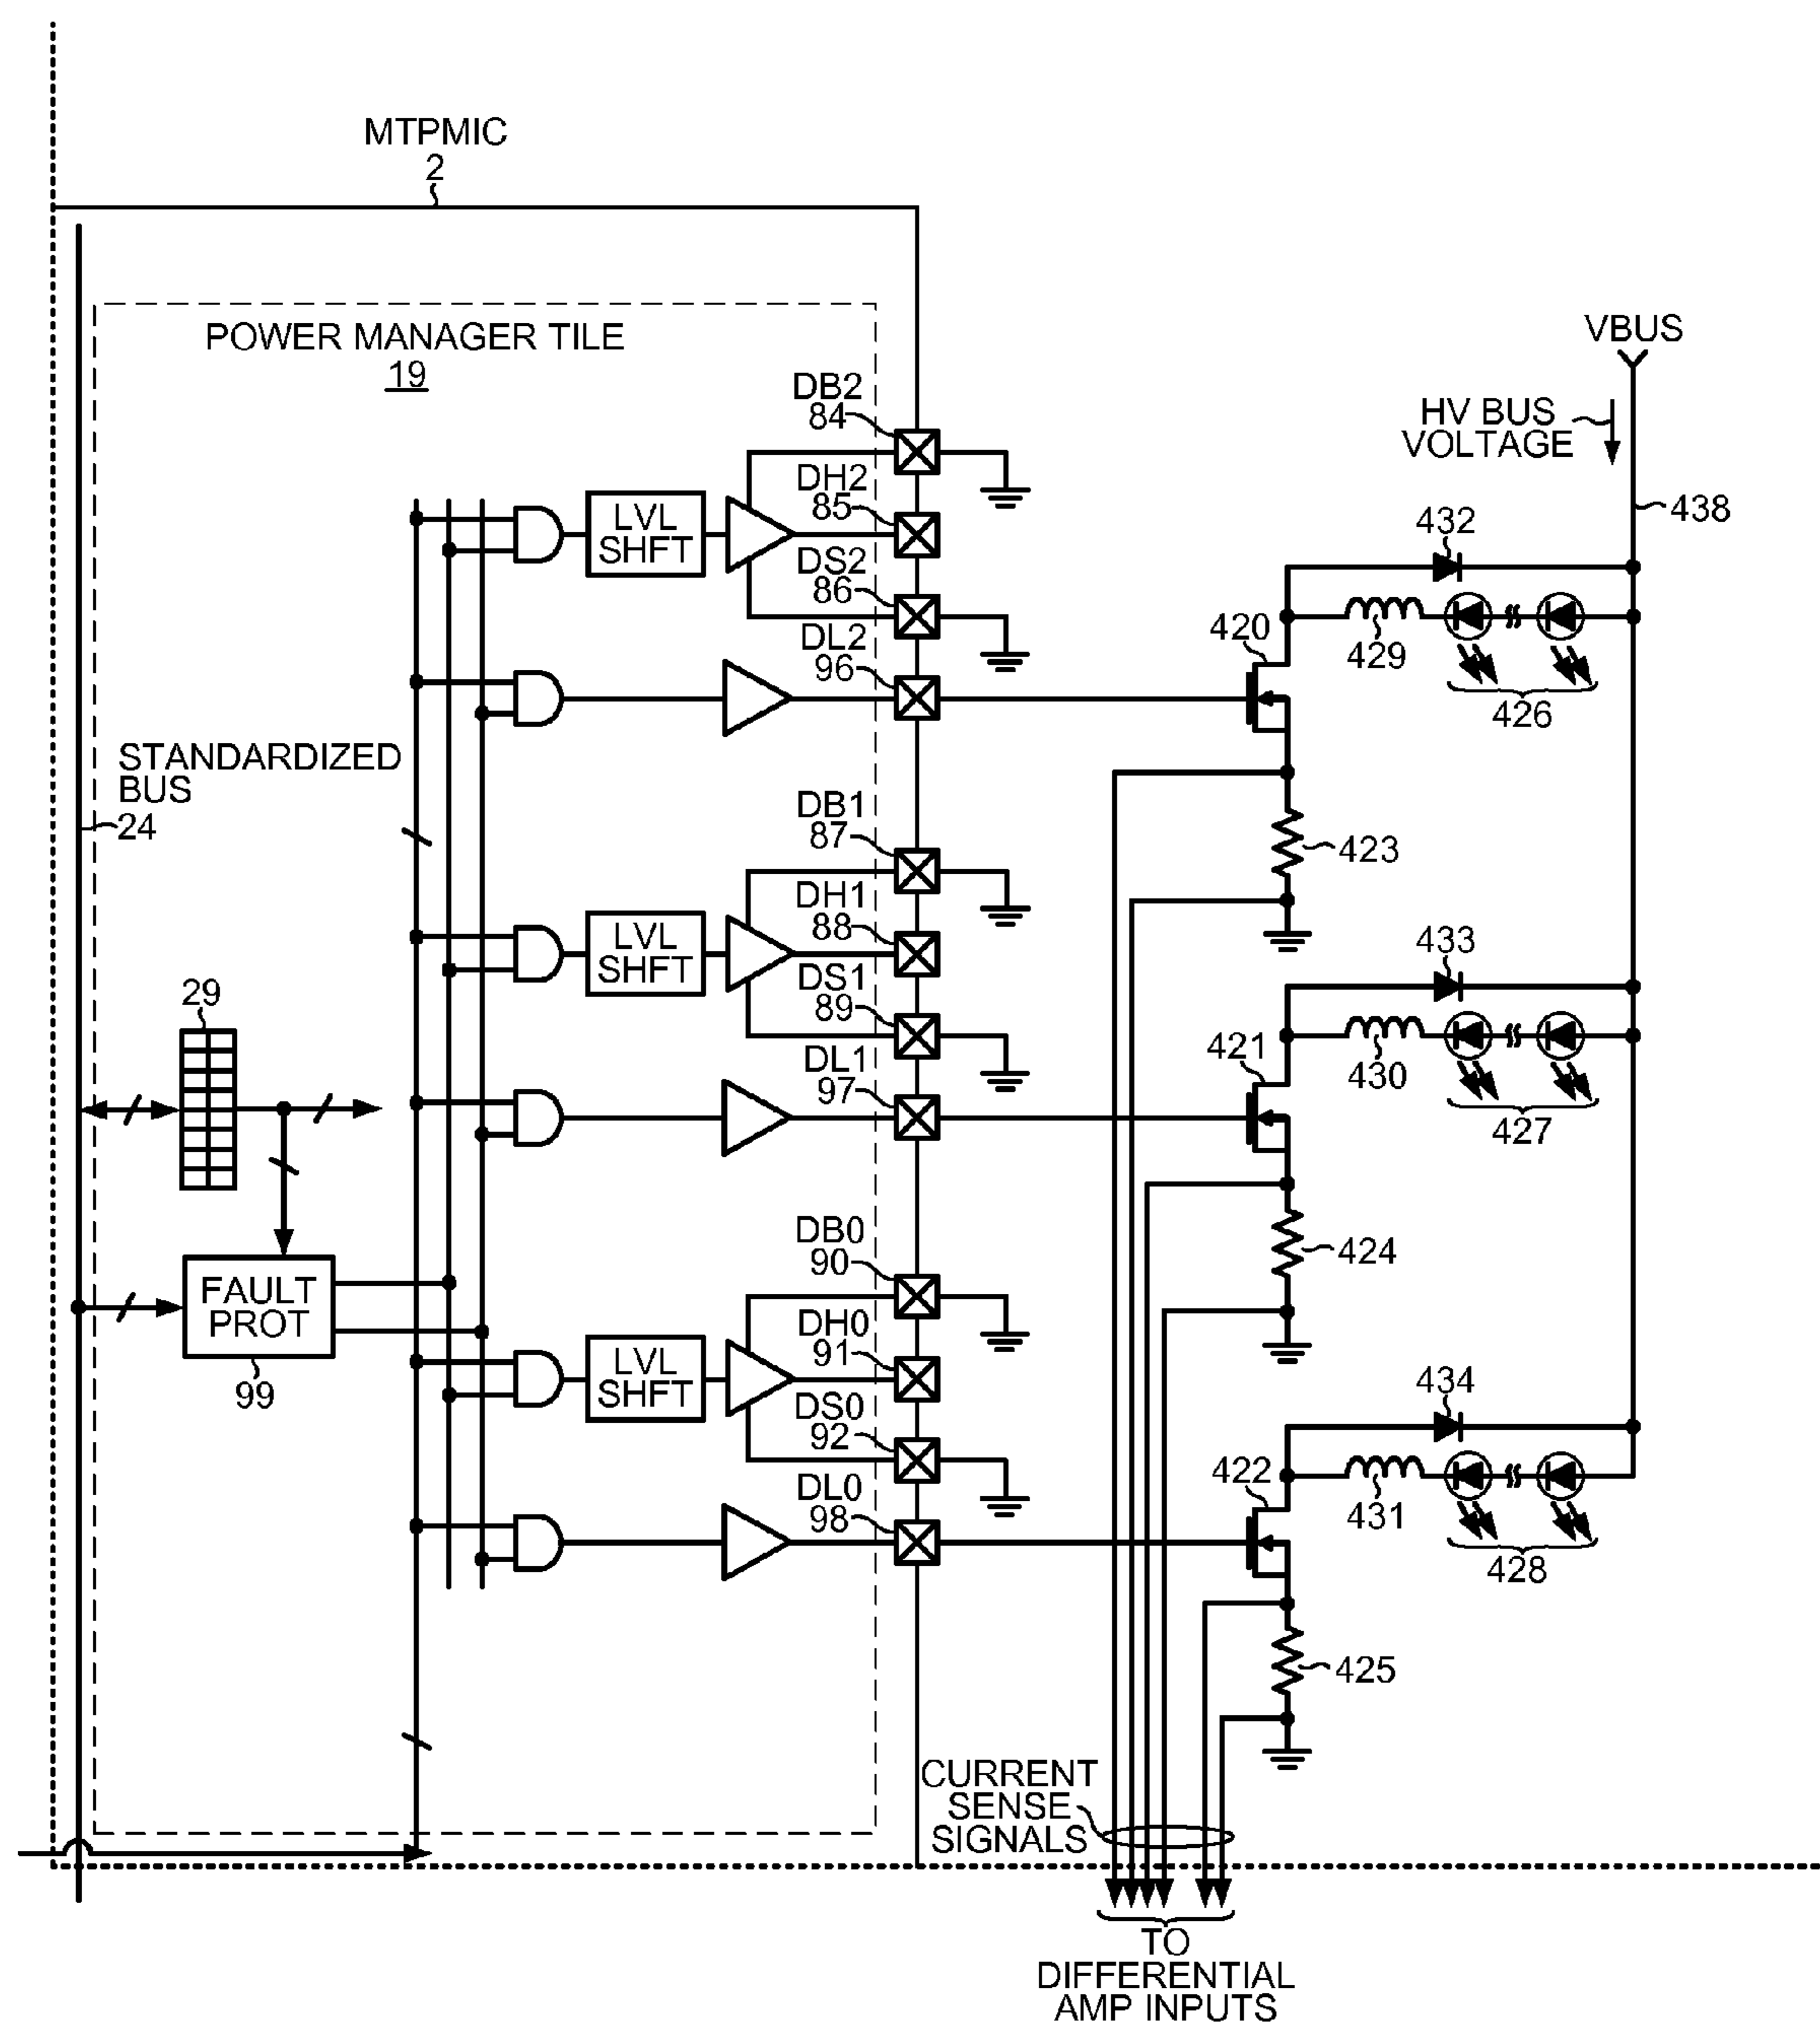 MTPMIC
2
POWER MANAGER TILE
19
VBUS
HV BUS
VOLTAGE
438
DB2
84
DH2
85
DS2
86
DL2
96
LVL
SHFT
432
420
429
426
STANDARDIZED
BUS
24
DB1
87
DH1
88
DS1
89
DL1
97
LVL
SHFT
423
433
421
430
427
29
FAULT
PROT
99
DB0
90
DH0
91
DS0
92
DL0
98
LVL
SHFT
424
434
422
431
428
425
CURRENT
SENSE
SIGNALS
TO
DIFFERENTIAL
AMP INPUTS